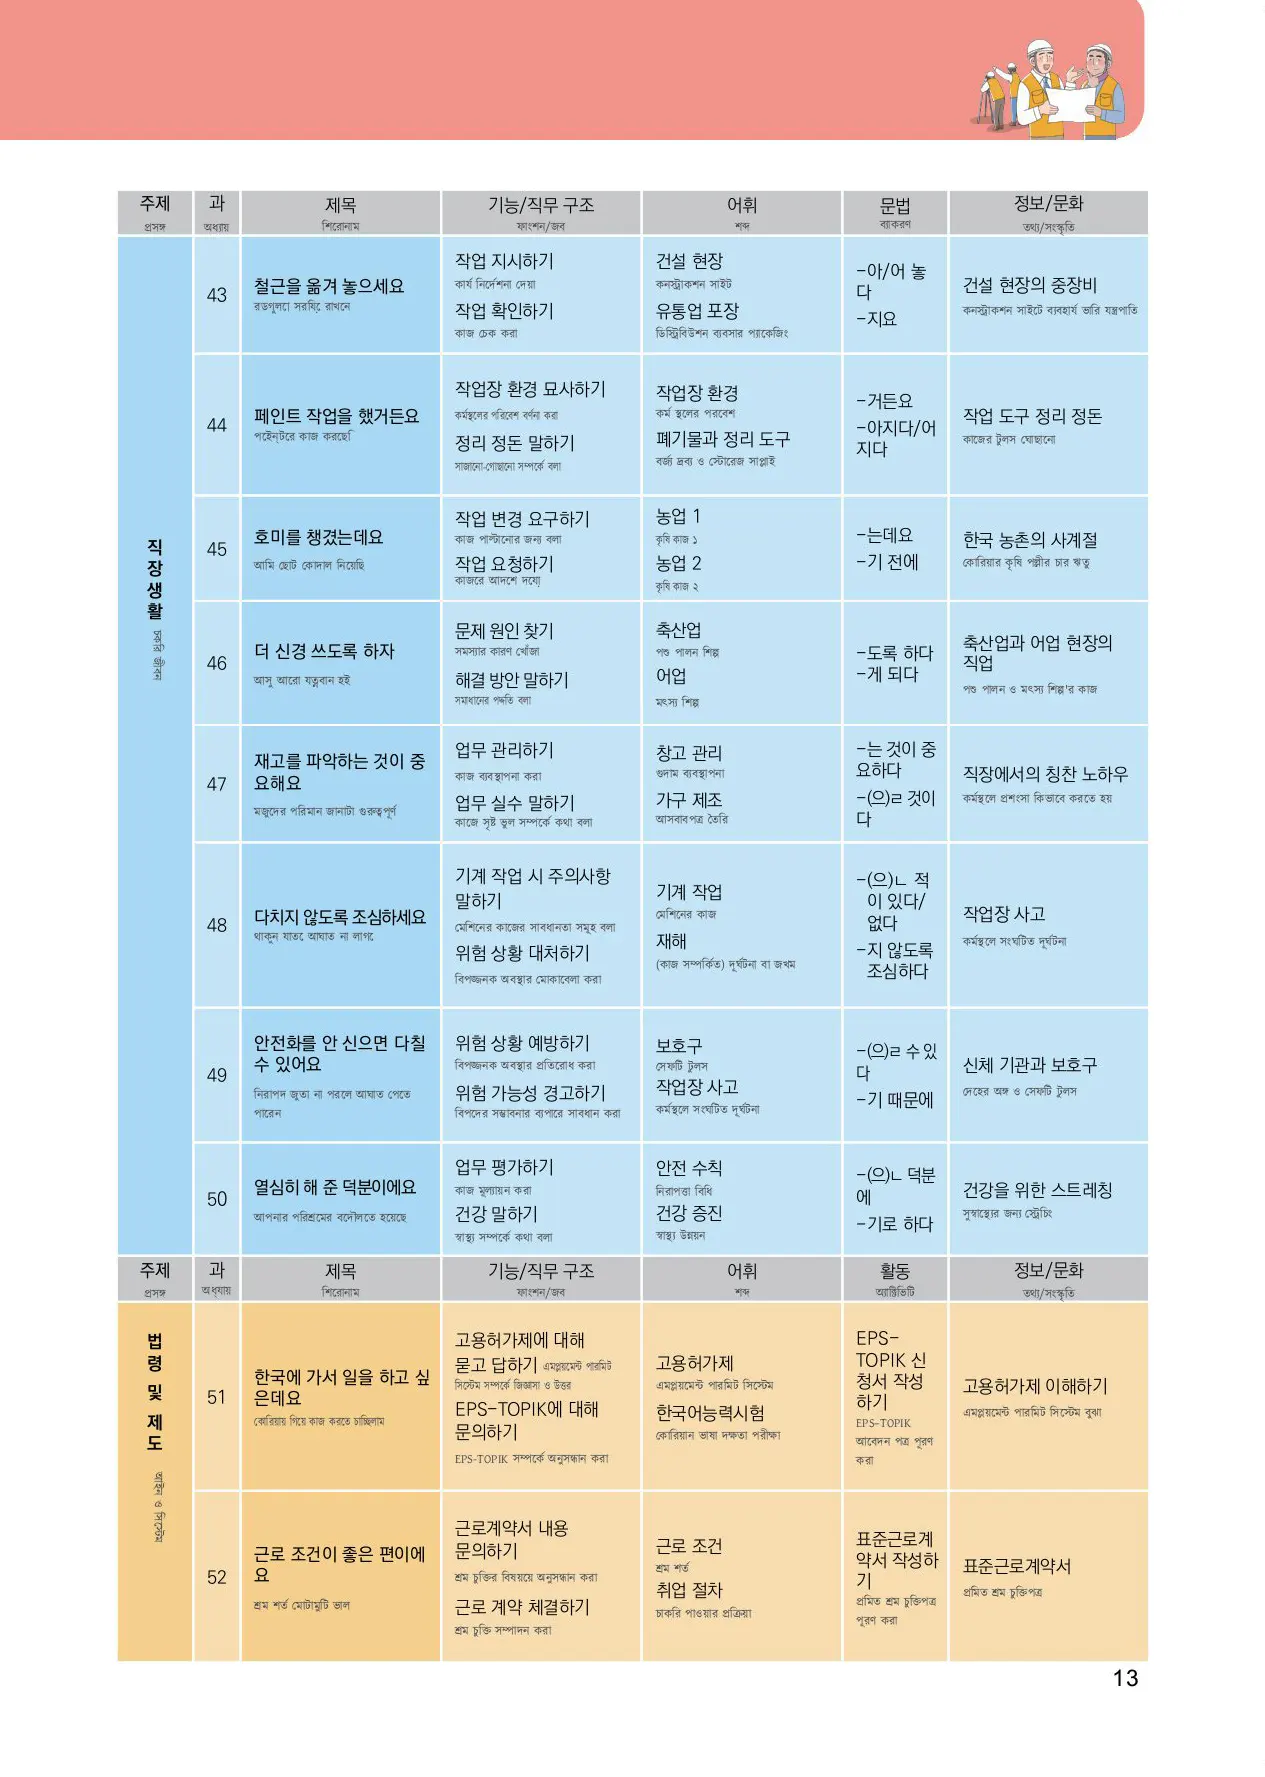 주제 과 제목 기능/직무 구조 어휘 문법 정보/문화
প্রসঙ্গ অধ্যায় শিরোনাম ফাংশন/জব শব্দ ব্যাকরণ তথ্য/সংস্কৃতি
직장생활
চাকরি জীবন
43
철근을 옮겨 놓으세요
রডগুলো সরিয়ে রাখেন
작업 지시하기
কার্য নির্দেশনা দেয়া
작업 확인하기
কাজ চেক করা
건설 현장
কনস্ট্রাকশন সাইট
유통업 포장
ডিস্ট্রিবিউশন ব্যবসার প্যাকেজিং
-아/어 놓
다
-지요
건설 현장의 중장비
কনস্ট্রাকশন সাইটে ব্যবহার্য ভারি যন্ত্রপাতি
44
페인트 작업을 했거든요
পেইন্টের কাজ করেছি
작업장 환경 묘사하기
কর্মস্থলের পরিবেশ বর্ণনা করা
정리 정돈 말하기
সাজানো-গোছানো সম্পর্কে বলা
작업장 환경
কর্ম স্থলের পরবেশ
폐기물과 정리 도구
বর্জ্য দ্রব্য ও স্টোরেজ সাপ্লাই
-거든요
-아지다/어
지다
작업 도구 정리 정돈
কাজের টুলস ঘোছানো
45
호미를 챙겼는데요
আমি ছোট কোদাল নিয়েছি
작업 변경 요구하기
কাজ পাল্টানোর জন্য বলা
작업 요청하기
কাজরে আদশে দয়ো
농업 1
কৃষি কাজ ১
농업 2
কৃষি কাজ ২
-는데요
-기 전에
한국 농촌의 사계절
কোরিয়ার কৃষি পল্লীর চার ঋতু
46
더 신경 쓰도록 하자
আসু আরো যত্নবান হই
문제 원인 찾기
সমস্যার কারণ খোঁজা
해결 방안 말하기
সমাধানের পদ্ধতি বলা
축산업
পশু পালন শিল্প
어업
মৎস্য শিল্প
-도록 하다
-게 되다
축산업과 어업 현장의
직업
পশু পালন ও মৎস্য শিল্প'র কাজ
47
재고를 파악하는 것이 중
요해요
মজুদের পরিমান জানাটা গুরুত্বপূর্ণ
업무 관리하기
কাজ ব্যবস্থাপনা করা
업무 실수 말하기
কাজে সৃষ্ট ভুল সম্পর্কে কথা বলা
창고 관리
গুদাম ব্যবস্থাপনা
가구 제조
আসবাবপত্র তৈরি
-는 것이 중
요하다
-(으)ㄹ 것이
다
직장에서의 칭찬 노하우
কর্মস্থলে প্রশংসা কিভাবে করতে হয়
48
다치지 않도록 조심하세요
থাকুন যাতে আঘাত না লাগে
기계 작업 시 주의사항
말하기
মেশিনের কাজের সাবধানতা সমূহ বলা
위험 상황 대처하기
বিপজ্জনক অবস্থার মোকাবেলা করা
기계 작업
মেশিনের কাজ
재해
(কাজ সম্পর্কিত) দূর্ঘটনা বা জখম
-(으)ㄴ 적
이 있다/
없다
-지 않도록
조심하다
작업장 사고
কর্মস্থলে সংঘটিত দূর্ঘটনা
49
안전화를 안 신으면 다칠
수 있어요
নিরাপদ জুতা না পরলে আঘাত পেতে
পারেন
위험 상황 예방하기
বিপজ্জনক অবস্থার প্রতিরোধ করা
위험 가능성 경고하기
বিপদের সম্ভাবনার ব্যপারে সাবধান করা
보호구
সেফটি টুলস
작업장 사고
কর্মস্থলে সংঘটিত দূর্ঘটনা
-(으)ㄹ 수 있
다
-기 때문에
신체 기관과 보호구
দেহের অঙ্গ ও সেফটি টুলস
50
열심히 해 준 덕분이에요
আপনার পরিশ্রমের বদৌলতে হয়েছে
업무 평가하기
কাজ মূল্যায়ন করা
건강 말하기
স্বাস্থ্য সম্পর্কে কথা বলা
안전 수칙
নিরাপত্তা বিধি
건강 증진
স্বাস্থ্য উন্নয়ন
-(으)ㄴ 덕분
에
-기로 하다
건강을 위한 스트레칭
সুস্বাস্থ্যের জন্য স্ট্রেচিং
주제 과 제목 기능/직무 구조 어휘 활동 정보/문화
প্রসঙ্গ অধ্যায় শিরোনাম ফাংশন/জব শব্দ অ্যাক্টিভিটি তথ্য/সংস্কৃতি
법령 및 제도
আইন ও সিস্টেম
51
한국에 가서 일을 하고 싶
은데요
কোরিয়ায় গিয়ে কাজ করতে চাচ্ছিলাম
고용허가제에 대해
묻고 답하기 এমপ্লয়মেন্ট পারমিট
সিস্টেম সম্পর্কে জিজ্ঞাসা ও উত্তর
EPS-TOPIK에 대해
문의하기
EPS-TOPIK সম্পর্কে অনুসন্ধান করা
고용허가제
এমপ্লয়মেন্ট পারমিট সিস্টেম
한국어능력시험
কোরিয়ান ভাষা দক্ষতা পরীক্ষা
EPS-
TOPIK 신
청서 작성
하기
EPS-TOPIK
আবেদন পত্র পূরণ
করা
고용허가제 이해하기
এমপ্লয়মেন্ট পারমিট সিস্টেম বুঝা
52
근로 조건이 좋은 편이에
요
শ্রম শর্ত মোটামুটি ভাল
근로계약서 내용
문의하기
শ্রম চুক্তির বিষয়য়ে অনুসন্ধান করা
근로 계약 체결하기
শ্রম চুক্তি সম্পাদন করা
근로 조건
শ্রম শর্ত
취업 절차
চাকরি পাওয়ার প্রক্রিয়া
표준근로계
약서 작성하
기
প্রমিত শ্রম চুক্তিপত্র
পূরণ করা
표준근로계약서
প্রমিত শ্রম চুক্তিপত্র
13